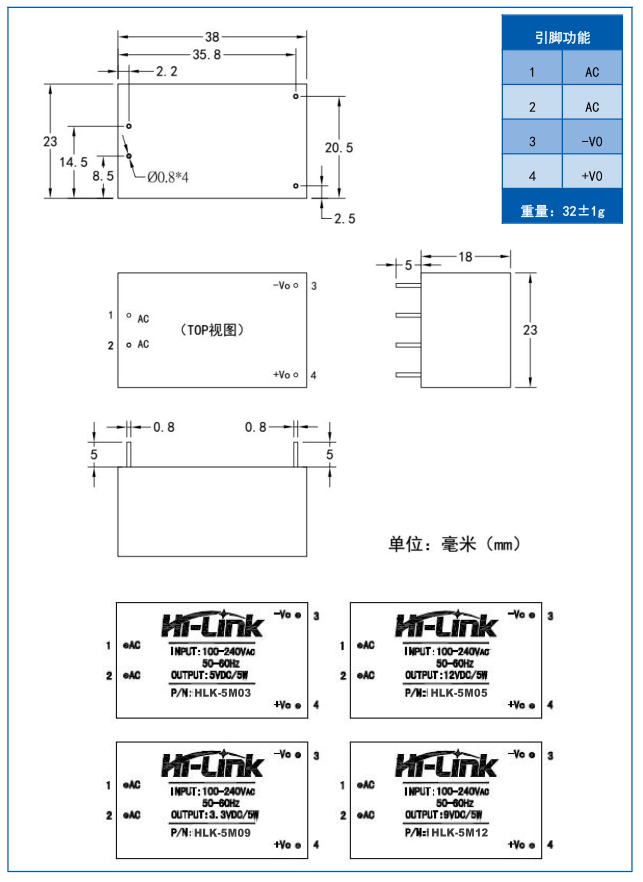 38
35.8
2.2
23
14.5
8.5
Ø0.8*4
20.5
2.5
引脚功能
1 AC
2 AC
3 -VO
4 +VO
重量: 32±1g
-Vo 3
1 AC
(TOP视图)
2 AC
+Vo 4
5
18
23
0.8
0.8
5
5
单位: 毫米 (mm)
-Vo 3
Hi-Link
1 AC
INPUT:100-240VAC
50-60Hz
2 AC
OUTPUT:5VDC/5W
P/N: HLK-5M03
+Vo 4
-Vo 3
Hi-Link
1 AC
INPUT:100-240VAC
50-60Hz
2 AC
OUTPUT:12VDC/5W
P/N: HLK-5M05
+Vo 4
-Vo 3
Hi-Link
1 AC
INPUT:100-240VAC
50-60Hz
2 AC
OUTPUT:3.3VDC/5W
P/N: HLK-5M09
+Vo 4
-Vo 3
Hi-Link
1 AC
INPUT:100-240VAC
50-60Hz
2 AC
OUTPUT:9VDC/5W
P/N: HLK-5M12
+Vo 4